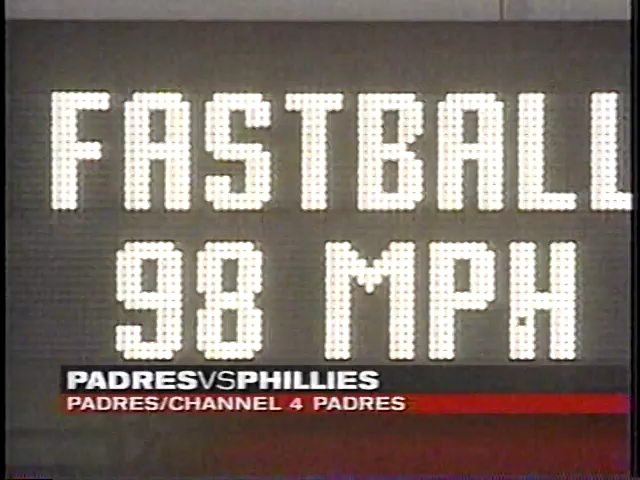 FASTBALL
98 MPH
PADRESVSPHILLIES
PADRES/CHANNEL 4 PADRES